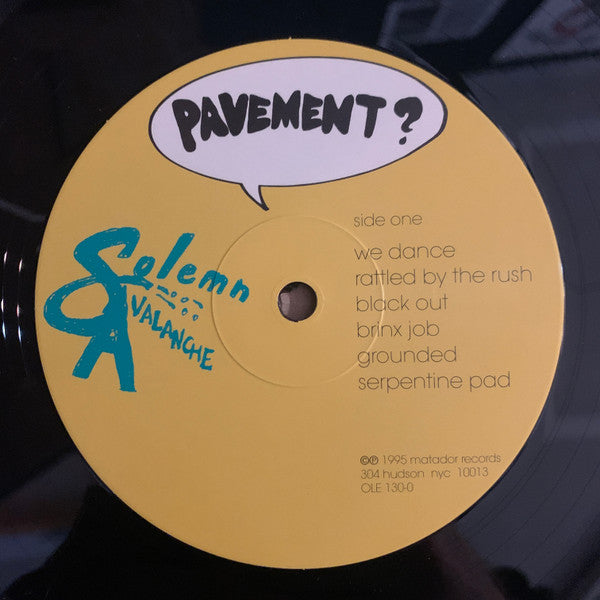 PAVEMENT?
Solemn
AVALANCHE
side one
we dance
rattled by the rush
black out
brinx job
grounded
serpentine pad
©℗ 1995 matador records
304 hudson nyc 10013
OLE 130-0